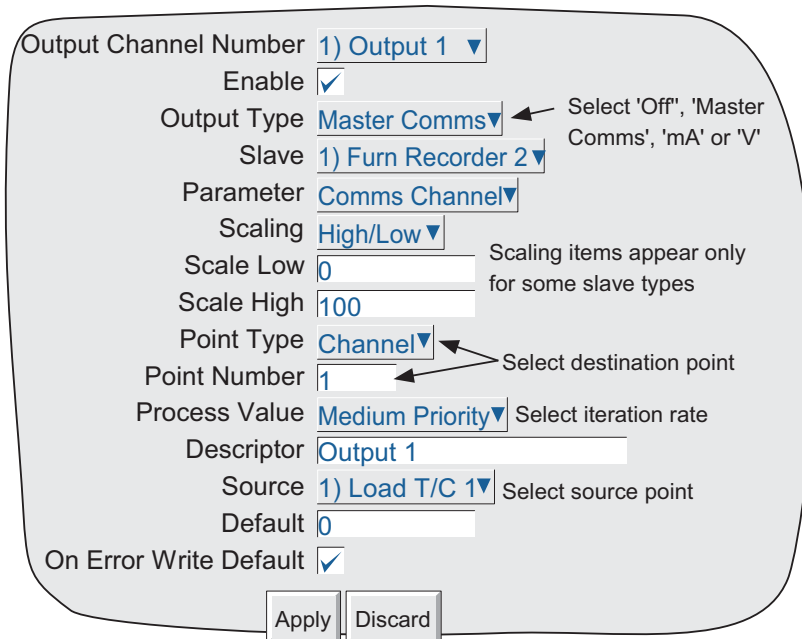 Output Channel Number 1) Output 1
Enable
Output Type Master Comms
Select 'Off'', 'Master
Comms', 'mA' or 'V'
Slave 1) Furn Recorder 2
Parameter Comms Channel
Scaling High/Low
Scale Low 0
Scaling items appear only
for some slave types
Scale High 100
Point Type Channel
Select destination point
Point Number 1
Process Value Medium Priority Select iteration rate
Descriptor Output 1
Source 1) Load T/C 1 Select source point
Default 0
On Error Write Default
Apply Discard